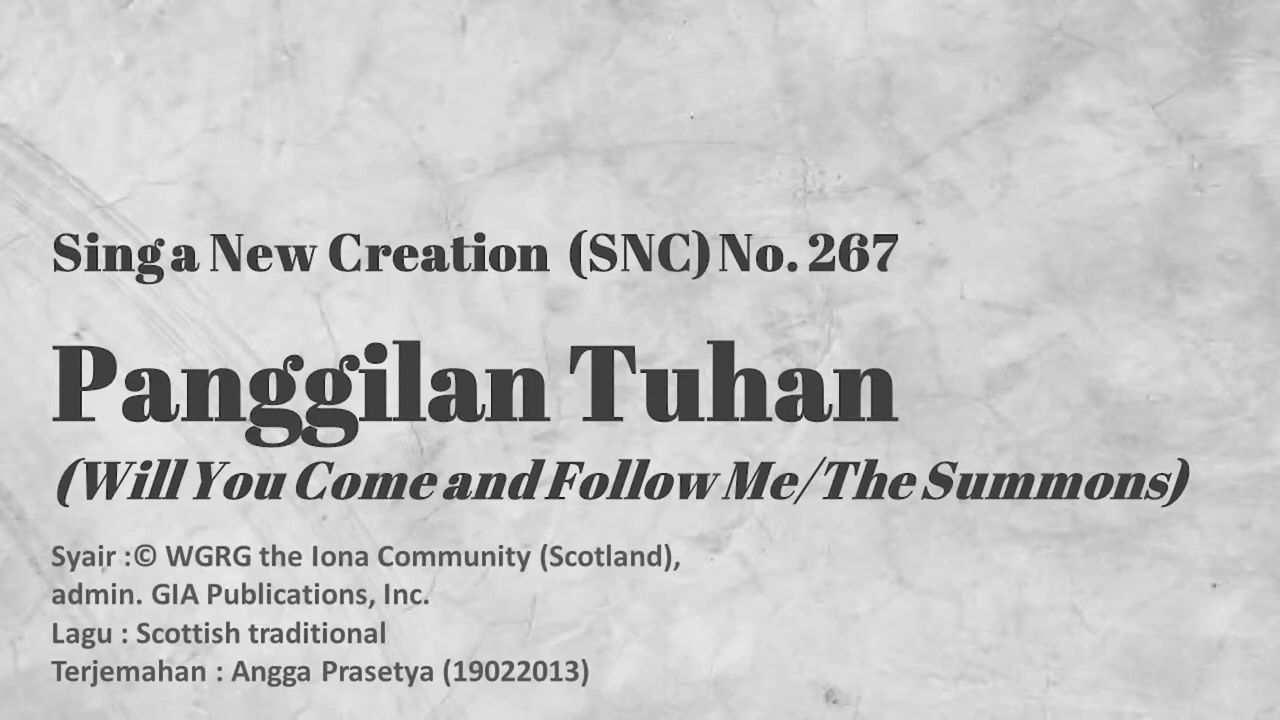 Sing a New Creation (SNC) No. 267
Panggilan Tuhan
(Will You Come and Follow Me/The Summons)
Syair :© WGRG the Iona Community (Scotland),
admin. GIA Publications, Inc.
Lagu : Scottish traditional
Terjemahan : Angga Prasetya (19022013)